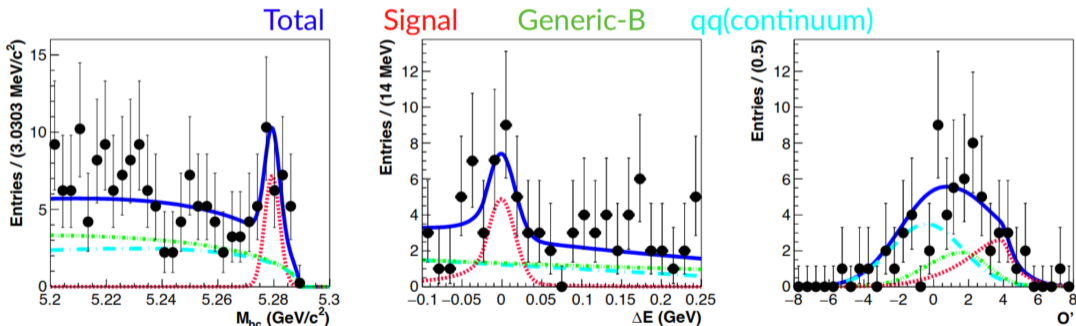 Total Signal Generic-B qq(continuum)
Entries / (3.0303 MeV/c²)
15
10
5
0
5.2 5.22 5.24 5.26 5.28 5.3
M_bc (GeV/c²)
Entries / (14 MeV)
12
10
8
6
4
2
0
−0.1 −0.05 0 0.05 0.1 0.15 0.2 0.25
ΔE (GeV)
Entries / (0.5)
12
10
8
6
4
2
0
−8 −6 −4 −2 0 2 4 6 8
O'